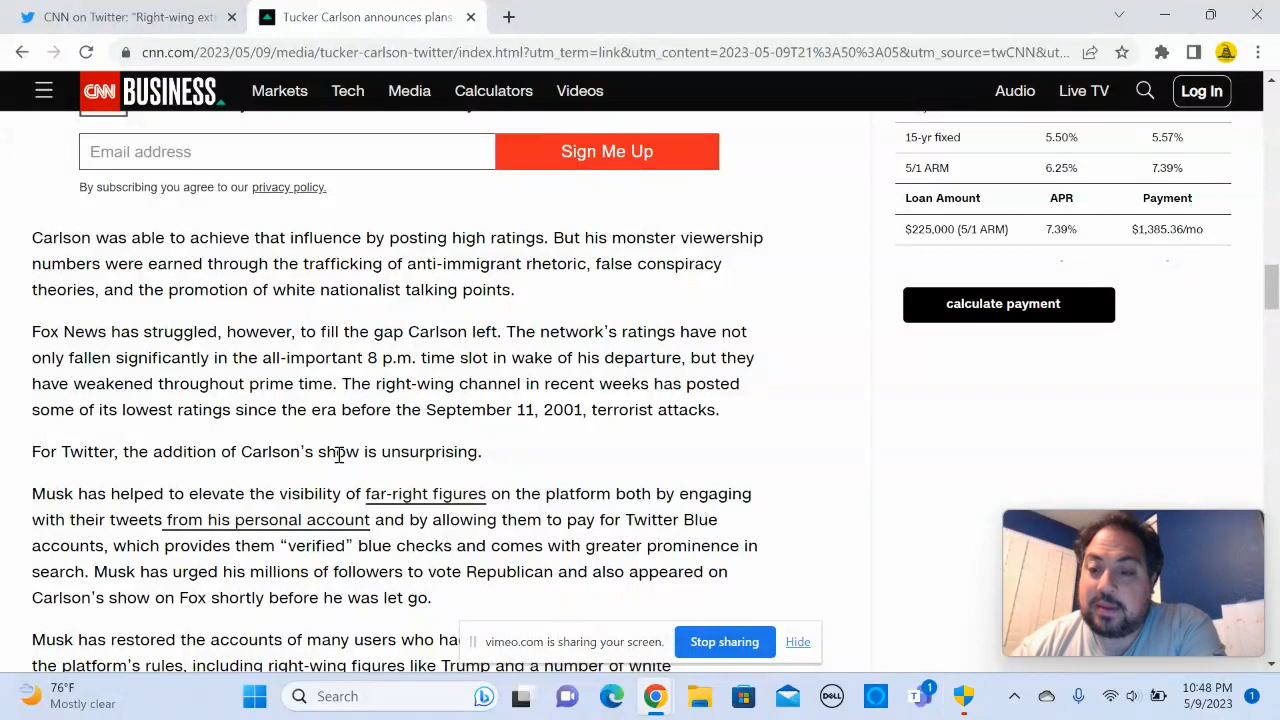 CNN on Twitter: "Right-wing ext
Tucker Carlson announces plans
cnn.com/2023/05/09/media/tucker-carlson-twitter/index.html?utm_term=link&utm_content=2023-05-09T21%3A50%3A05&utm_source=twCNN&ut...
CNN BUSINESS
Markets
Tech
Media
Calculators
Videos
Audio
Live TV
Log In
Email address
Sign Me Up
By subscribing you agree to our privacy policy.
Carlson was able to achieve that influence by posting high ratings. But his monster viewership
numbers were earned through the trafficking of anti-immigrant rhetoric, false conspiracy
theories, and the promotion of white nationalist talking points.
Fox News has struggled, however, to fill the gap Carlson left. The network's ratings have not
only fallen significantly in the all-important 8 p.m. time slot in wake of his departure, but they
have weakened throughout prime time. The right-wing channel in recent weeks has posted
some of its lowest ratings since the era before the September 11, 2001, terrorist attacks.
For Twitter, the addition of Carlson's show is unsurprising.
Musk has helped to elevate the visibility of far-right figures on the platform both by engaging
with their tweets from his personal account and by allowing them to pay for Twitter Blue
accounts, which provides them "verified" blue checks and comes with greater prominence in
search. Musk has urged his millions of followers to vote Republican and also appeared on
Carlson's show on Fox shortly before he was let go.
Musk has restored the accounts of many users who had
the platform's rules, including right-wing figures like Trump and a number of white
15-yr fixed 5.50% 5.57%
5/1 ARM 6.25% 7.39%
Loan Amount APR Payment
$225,000 (5/1 ARM) 7.39% $1,385.36/mo
calculate payment
vimeo.com is sharing your screen.
Stop sharing
Hide
76°F
Mostly clear
Search
DELL
1
10:48 PM
5/9/2023
1